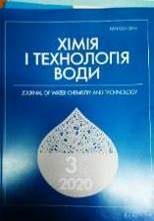 ХІМІЯ
І ТЕХНОЛОГІЯ
ВОДИ
JOURNAL OF WATER CHEMISTRY AND TECHNOLOGY
3
2020